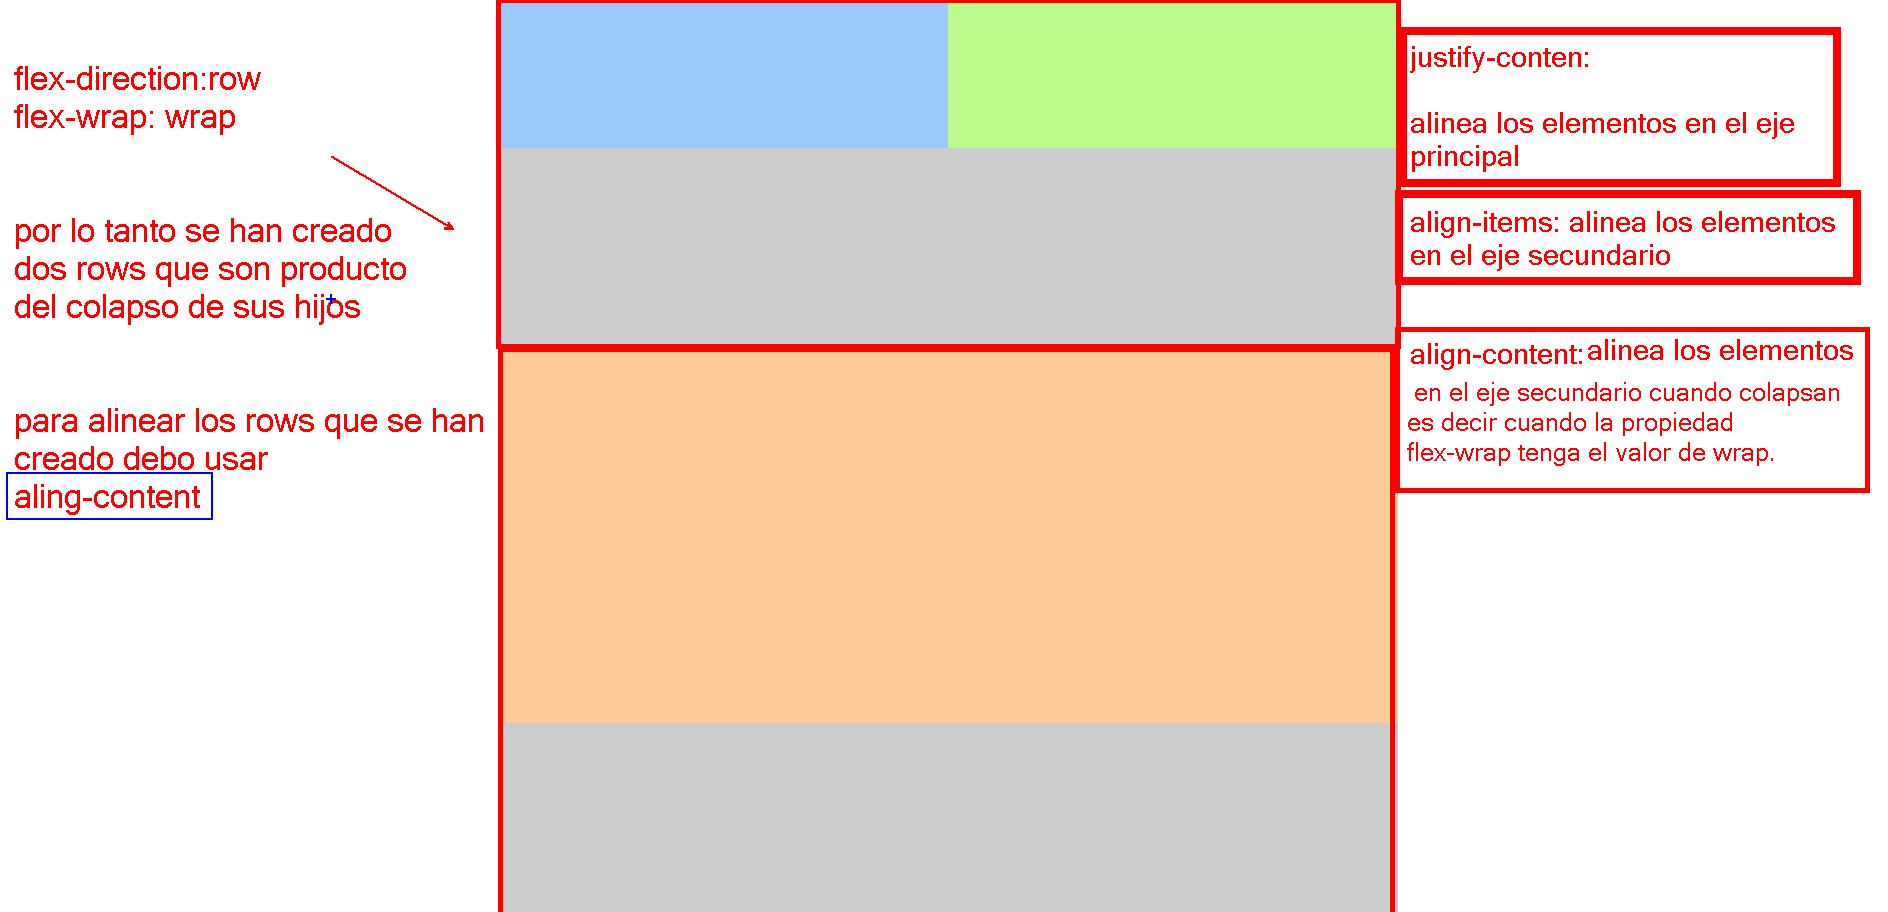 flex-direction:row
flex-wrap: wrap
por lo tanto se han creado
dos rows que son producto
del colapso de sus hijos
para alinear los rows que se han
creado debo usar
aling-content
justify-conten:
alinea los elementos en el eje
principal
align-items: alinea los elementos
en el eje secundario
align-content: alinea los elementos
en el eje secundario cuando colapsan
es decir cuando la propiedad
flex-wrap tenga el valor de wrap.